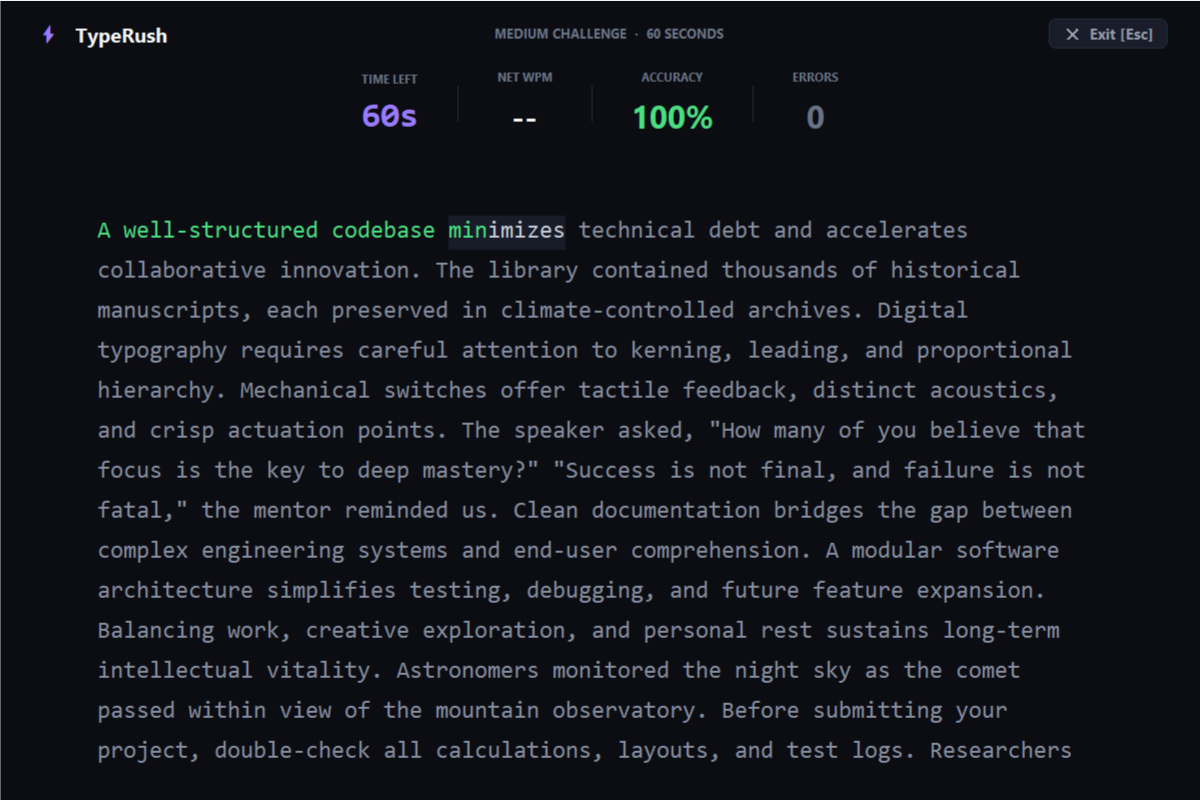 TypeRush
MEDIUM CHALLENGE · 60 SECONDS
Exit [Esc]
TIME LEFT
60s
NET WPM
--
ACCURACY
100%
ERRORS
0
A well-structured codebase minimizes technical debt and accelerates
collaborative innovation. The library contained thousands of historical
manuscripts, each preserved in climate-controlled archives. Digital
typography requires careful attention to kerning, leading, and proportional
hierarchy. Mechanical switches offer tactile feedback, distinct acoustics,
and crisp actuation points. The speaker asked, "How many of you believe that
focus is the key to deep mastery?" "Success is not final, and failure is not
fatal," the mentor reminded us. Clean documentation bridges the gap between
complex engineering systems and end-user comprehension. A modular software
architecture simplifies testing, debugging, and future feature expansion.
Balancing work, creative exploration, and personal rest sustains long-term
intellectual vitality. Astronomers monitored the night sky as the comet
passed within view of the mountain observatory. Before submitting your
project, double-check all calculations, layouts, and test logs. Researchers